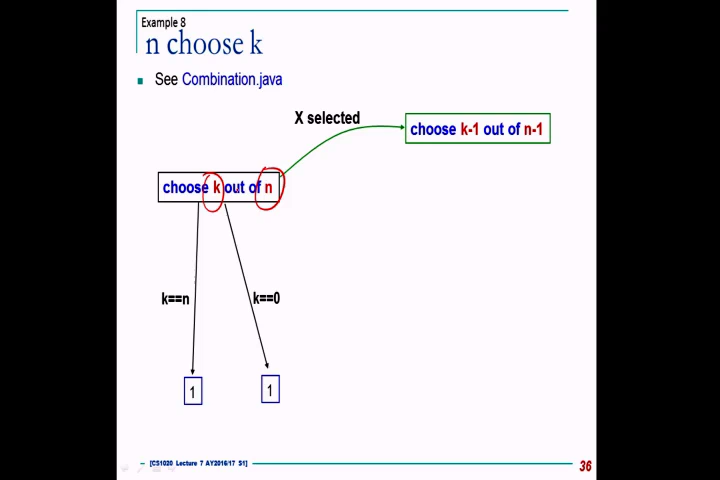 Example 8
n choose k
See Combination.java
X selected
choose k-1 out of n-1
choose k out of n
k==n
k==0
1
1
[CS1020 Lecture 7 AY2016/17 S1]
36